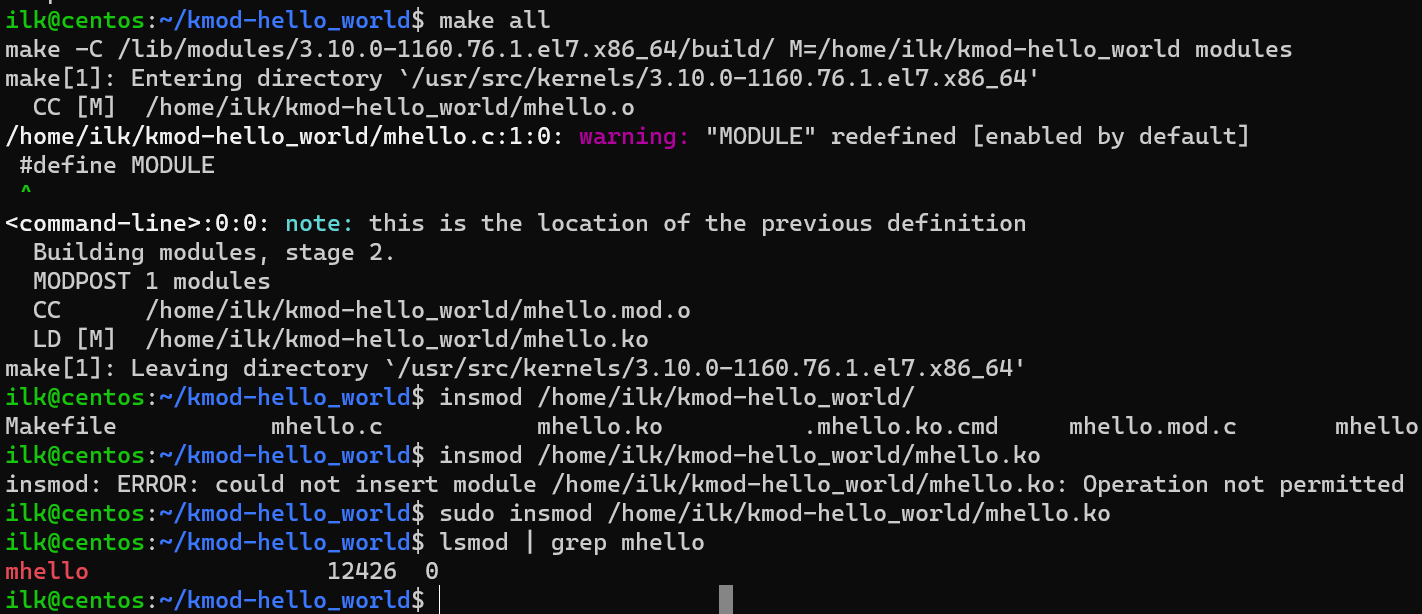 ilk@centos:~/kmod-hello_world$ make all
make -C /lib/modules/3.10.0-1160.76.1.el7.x86_64/build/ M=/home/ilk/kmod-hello_world modules
make[1]: Entering directory `/usr/src/kernels/3.10.0-1160.76.1.el7.x86_64'
  CC [M]  /home/ilk/kmod-hello_world/mhello.o
/home/ilk/kmod-hello_world/mhello.c:1:0: warning: "MODULE" redefined [enabled by default]
 #define MODULE
 ^
<command-line>:0:0: note: this is the location of the previous definition
  Building modules, stage 2.
  MODPOST 1 modules
  CC      /home/ilk/kmod-hello_world/mhello.mod.o
  LD [M]  /home/ilk/kmod-hello_world/mhello.ko
make[1]: Leaving directory `/usr/src/kernels/3.10.0-1160.76.1.el7.x86_64'
ilk@centos:~/kmod-hello_world$ insmod /home/ilk/kmod-hello_world/
Makefile           mhello.c           mhello.ko          .mhello.ko.cmd     mhello.mod.c       mhello
ilk@centos:~/kmod-hello_world$ insmod /home/ilk/kmod-hello_world/mhello.ko
insmod: ERROR: could not insert module /home/ilk/kmod-hello_world/mhello.ko: Operation not permitted
ilk@centos:~/kmod-hello_world$ sudo insmod /home/ilk/kmod-hello_world/mhello.ko
ilk@centos:~/kmod-hello_world$ lsmod | grep mhello
mhello                 12426  0
ilk@centos:~/kmod-hello_world$